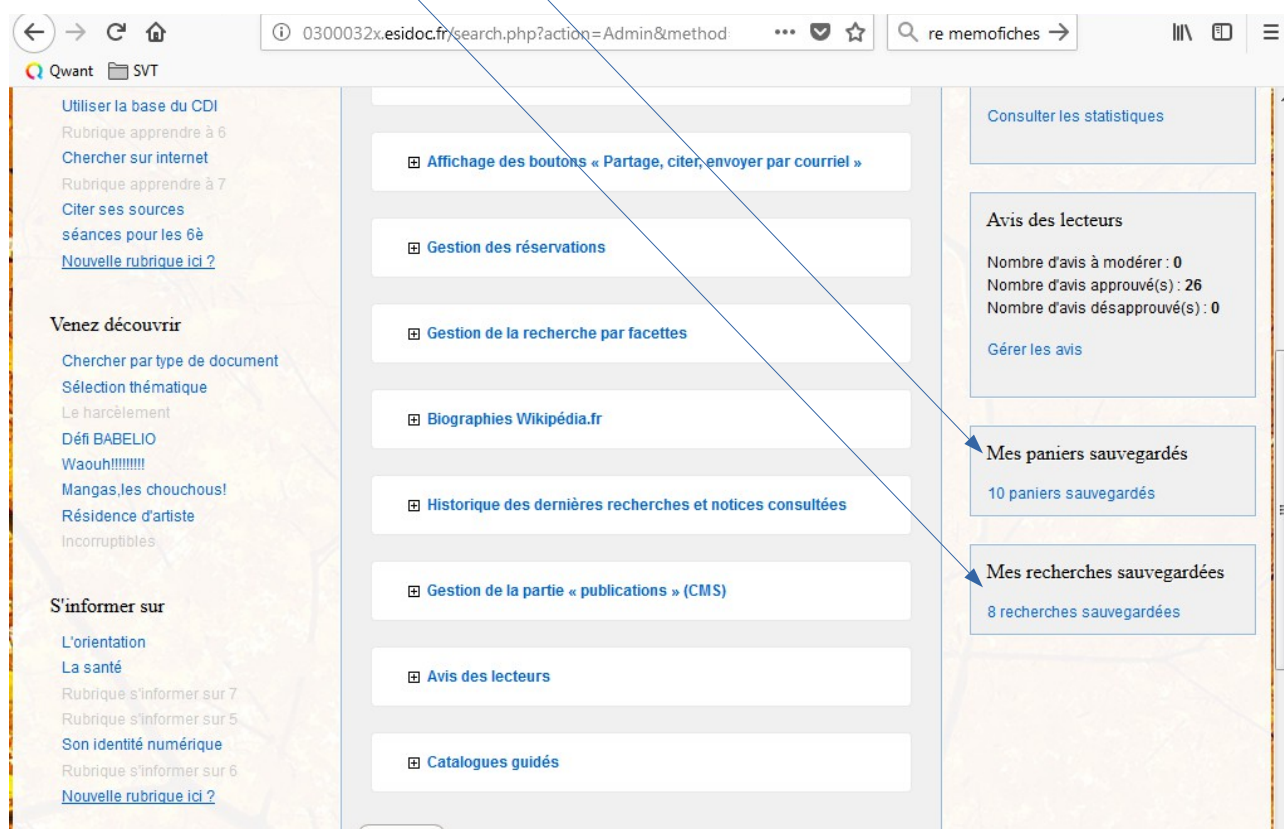 0300032x.esidoc.fr/search.php?action=Admin&method
re memofiches
Qwant SVT
Utiliser la base du CDI
Rubrique apprendre à 6
Chercher sur internet
Rubrique apprendre à 7
Citer ses sources
séances pour les 6è
Nouvelle rubrique ici ?
Venez découvrir
Chercher par type de document
Sélection thématique
Le harcèlement
Défi BABELIO
Waouh!!!!!!!!!
Mangas,les chouchous!
Résidence d'artiste
Incorruptibles
S'informer sur
L'orientation
La santé
Rubrique s'informer sur 7
Rubrique s'informer sur 5
Son identité numérique
Rubrique s'informer sur 6
Nouvelle rubrique ici ?
Affichage des boutons « Partage, citer, envoyer par courriel »
Gestion des réservations
Gestion de la recherche par facettes
Biographies Wikipédia.fr
Historique des dernières recherches et notices consultées
Gestion de la partie « publications » (CMS)
Avis des lecteurs
Catalogues guidés
Consulter les statistiques
Avis des lecteurs
Nombre d'avis à modérer : 0
Nombre d'avis approuvé(s) : 26
Nombre d'avis désapprouvé(s) : 0
Gérer les avis
Mes paniers sauvegardés
10 paniers sauvegardés
Mes recherches sauvegardées
8 recherches sauvegardées